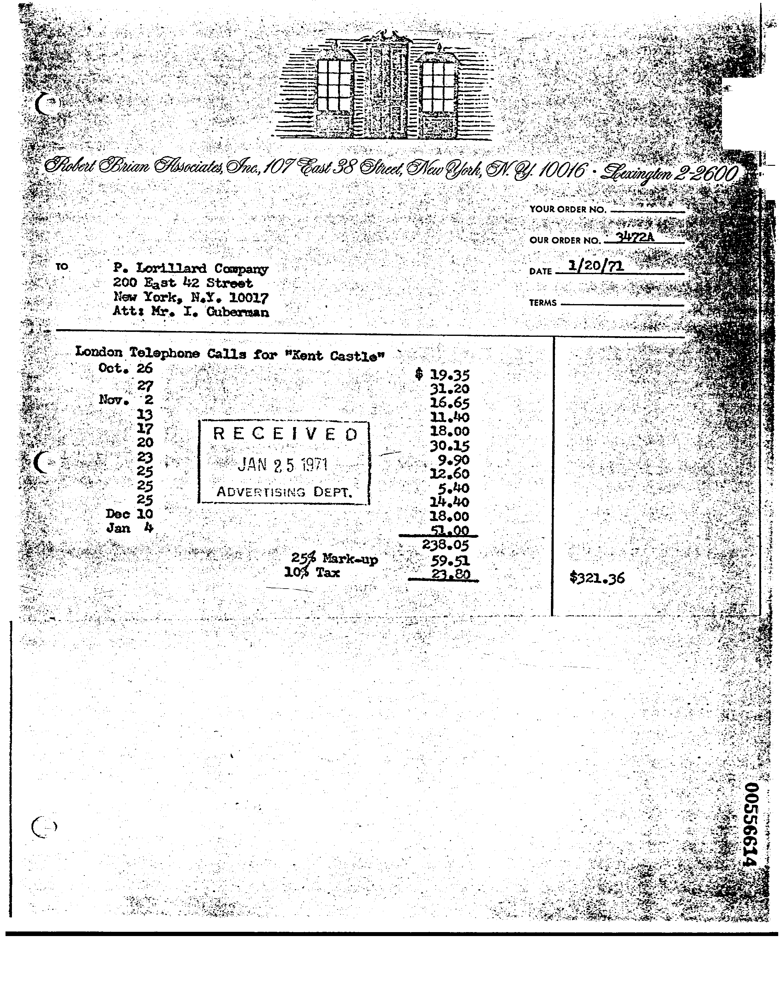 Robert Brian Associates, Inc., 107 East 38 Street, New York, N.Y. 10016 · Lexington 2-2600
YOUR ORDER NO.
OUR ORDER NO. 3472A
DATE 1/20/71
TERMS
TO P. Lorillard Company
200 East 42 Street
New York, N.Y. 10017
Att: Mr. I. Guberman
London Telephone Calls for "Kent Castle"
Oct. 26 $ 19.35
27 31.20
Nov. 2 16.65
13 11.40
17 18.00
20 30.15
23 9.90
25 12.60
25 5.40
25 14.40
Dec 10 18.00
Jan 4 51.00
238.05
25% Mark-up 59.51
10% Tax 23.80 $321.36
RECEIVED
JAN 25 1971
ADVERTISING DEPT.
00556614